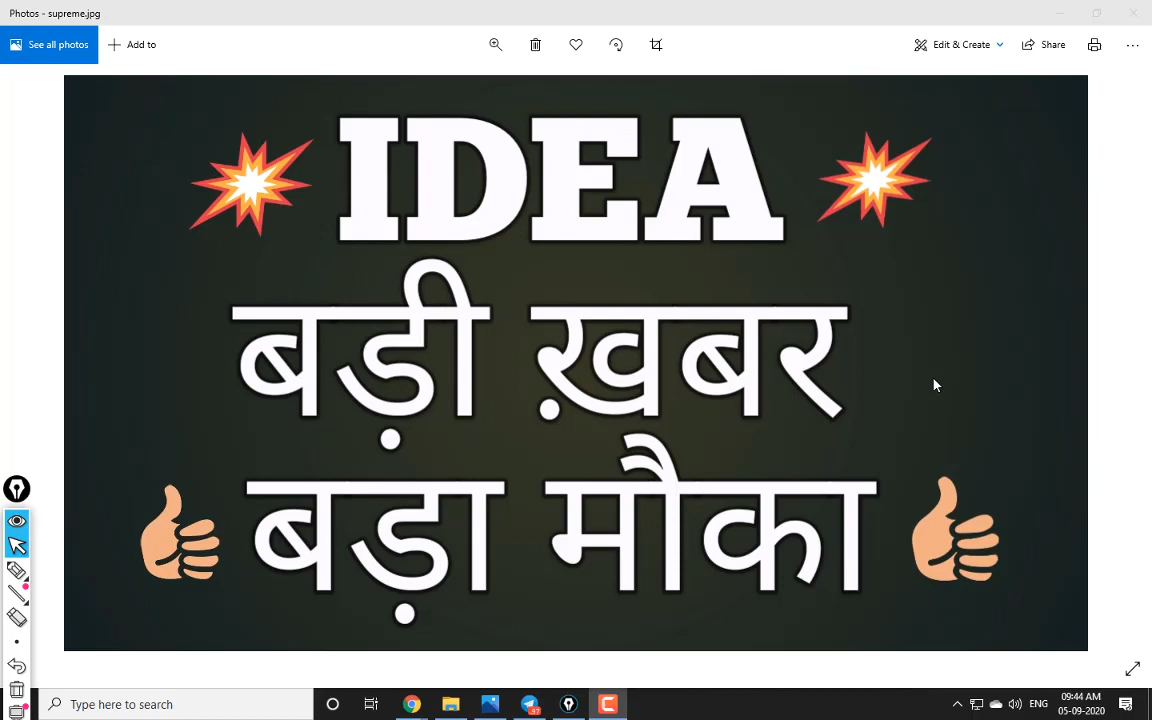 Photos - supreme.jpg
See all photos
Add to
Edit & Create
Share
IDEA
बड़ी ख़बर
बड़ा मौका
Type here to search
37
ENG
09:44 AM
05-09-2020